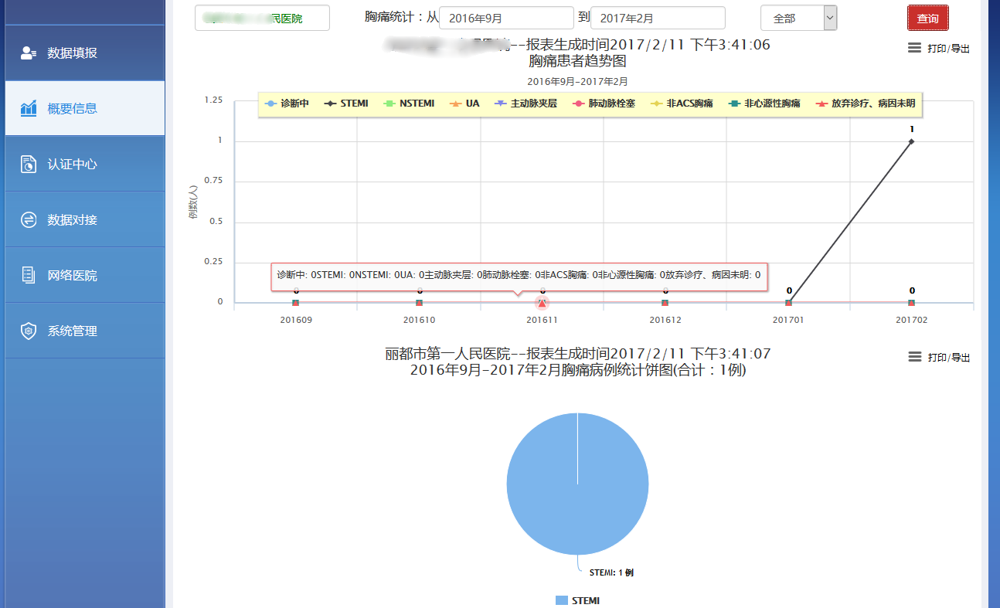 民医院
胸痛统计：从
2016年9月
到
2017年2月
全部
查询
数据填报
概要信息
认证中心
数据对接
网络医院
系统管理
--报表生成时间2017/2/11 下午3:41:06
胸痛患者趋势图
2016年9月-2017年2月
打印/导出
诊断中 STEMI NSTEMI UA 主动脉夹层 肺动脉栓塞 非ACS胸痛 非心源性胸痛 放弃诊疗、病因未明
例数(人)
1.25
1
0.75
0.5
0.25
0
1
诊断中: 0STEMI: 0NSTEMI: 0UA: 0主动脉夹层: 0肺动脉栓塞: 0非ACS胸痛: 0非心源性胸痛: 0放弃诊疗、病因未明: 0
0 0 0 0 0 0
201609 201610 201611 201612 201701 201702
丽都市第一人民医院--报表生成时间2017/2/11 下午3:41:07
2016年9月-2017年2月胸痛病例统计饼图(合计：1例)
打印/导出
STEMI: 1 例
STEMI